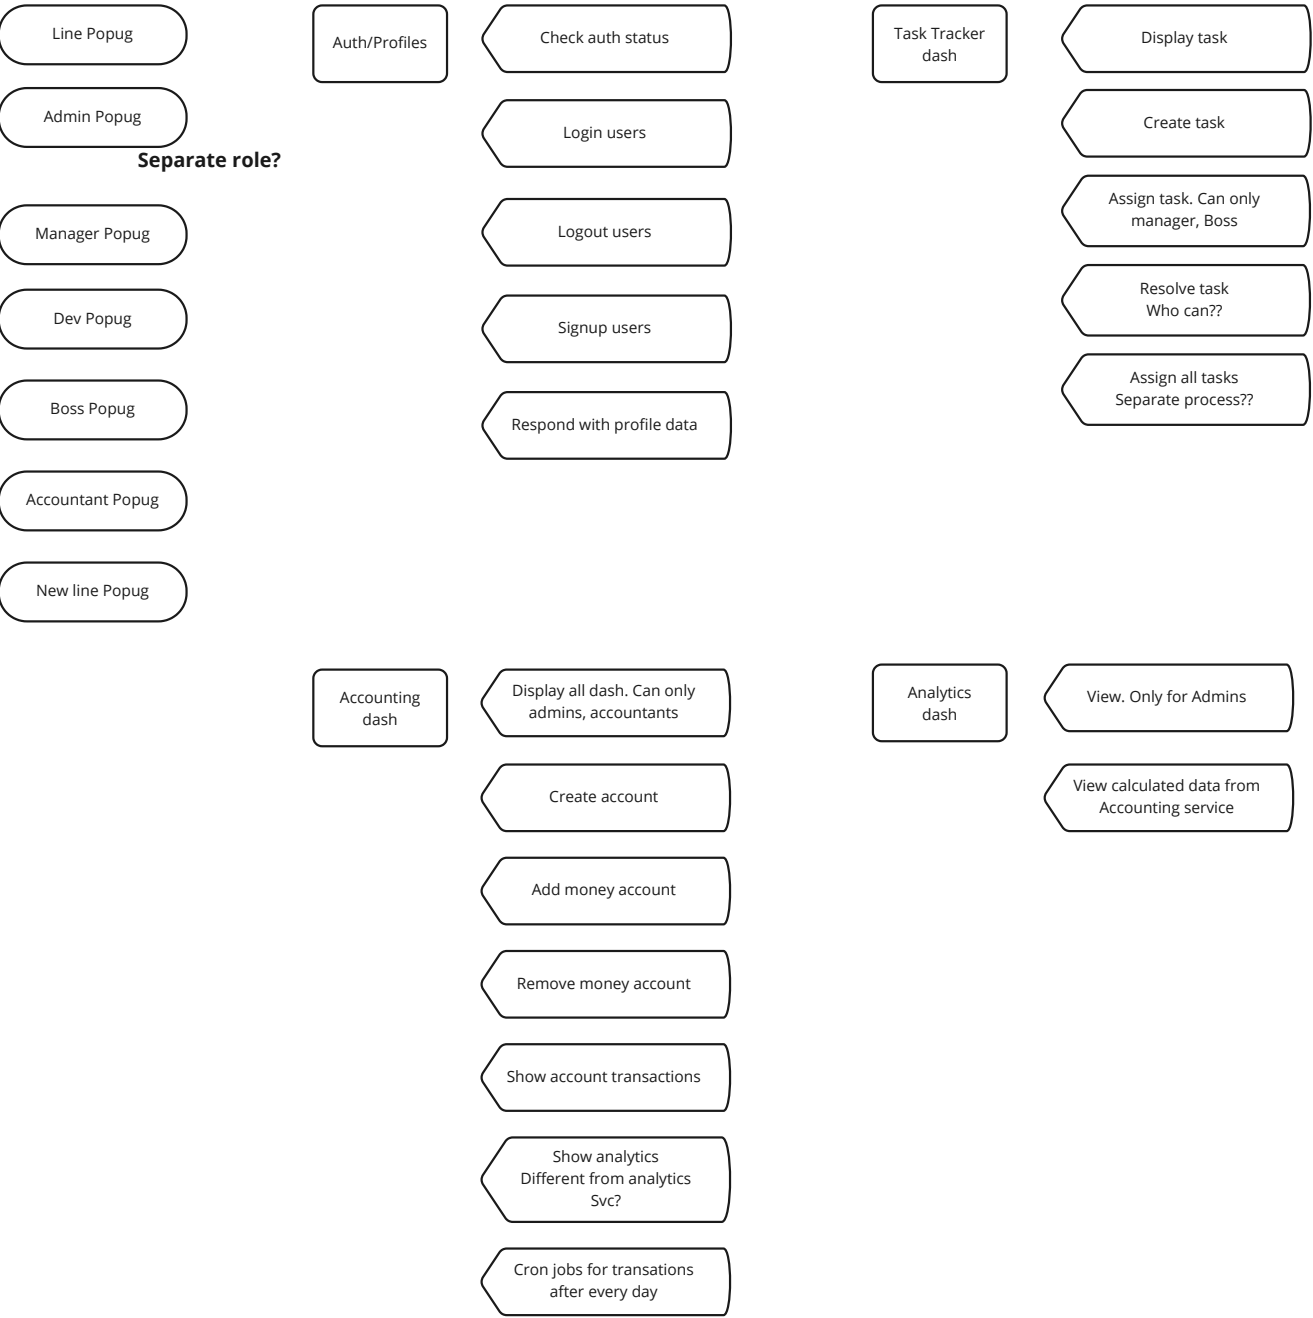 Line Popug
Admin Popug
Separate role?
Manager Popug
Dev Popug
Boss Popug
Accountant Popug
New line Popug
Auth/Profiles
Check auth status
Login users
Logout users
Signup users
Respond with profile data
Task Tracker
dash
Display task
Create task
Assign task. Can only
manager, Boss
Resolve task
Who can??
Assign all tasks
Separate process??
Accounting
dash
Display all dash. Can only
admins, accountants
Create account
Add money account
Remove money account
Show account transactions
Show analytics
Different from analytics
Svc?
Cron jobs for transations
after every day
Analytics
dash
View. Only for Admins
View calculated data from
Accounting service